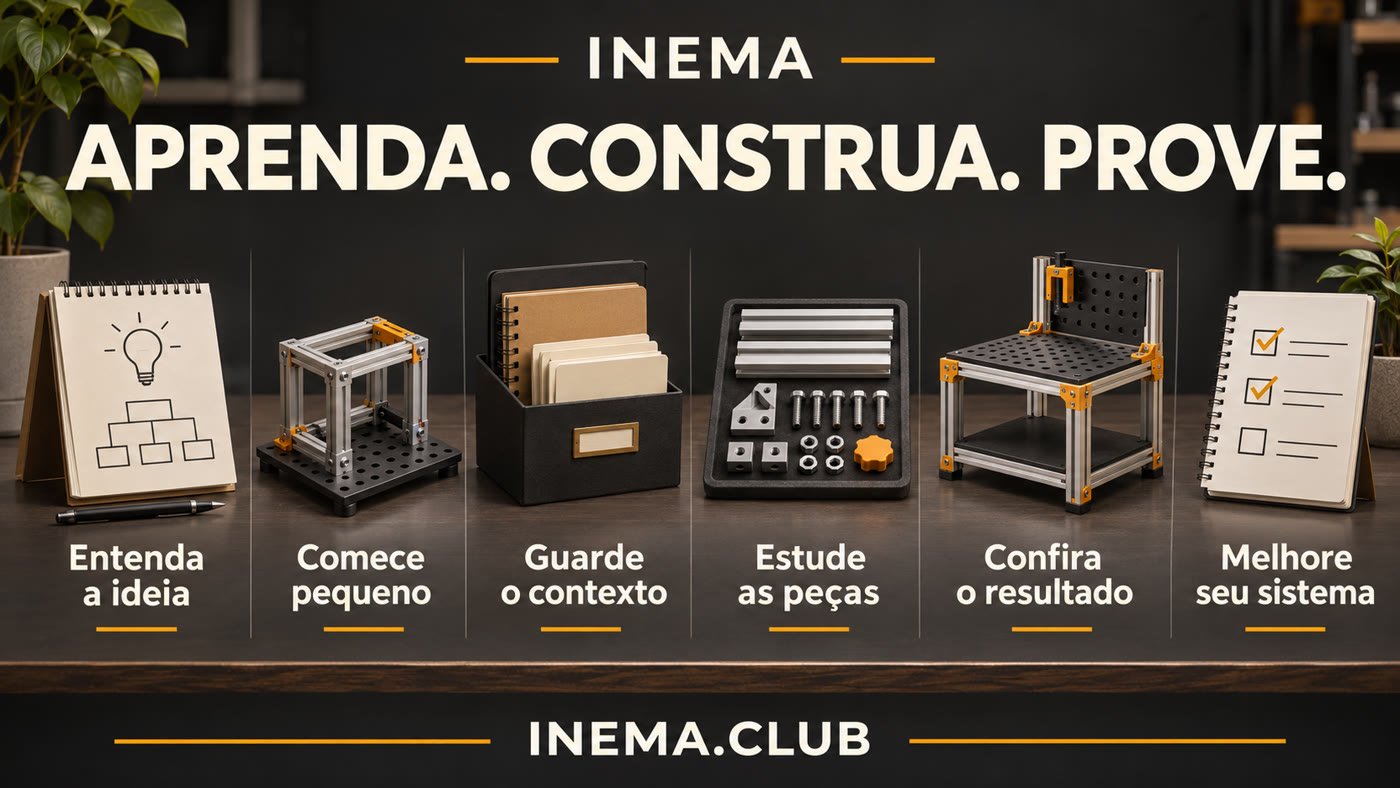 INEMA
APRENDA. CONSTRUA. PROVE.
Entenda
a ideia
Comece
pequeno
Guarde
o contexto
Estude
as peças
Confira
o resultado
Melhore
seu sistema
INEMA.CLUB